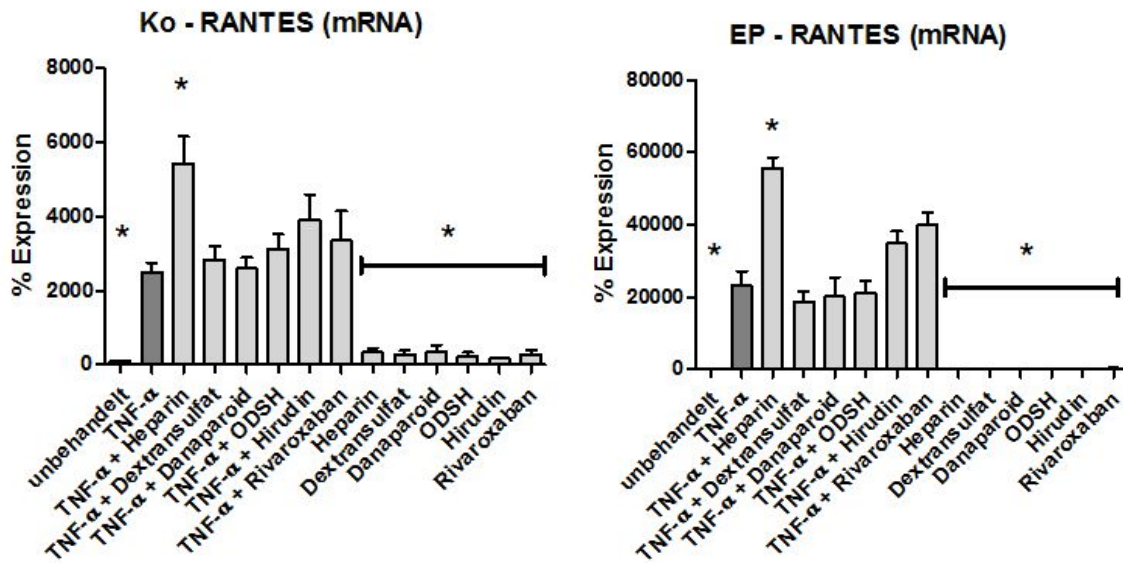 Ko - RANTES (mRNA)
% Expression
8000
6000
4000
2000
0
*
*
*
unbehandelt
TNF-α
TNF-α + Heparin
TNF-α + Dextransulfat
TNF-α + Danaparoid
TNF-α + ODSH
TNF-α + Hirudin
TNF-α + Rivaroxaban
Heparin
Dextransulfat
Danaparoid
ODSH
Hirudin
Rivaroxaban
EP - RANTES (mRNA)
% Expression
80000
60000
40000
20000
0
*
*
*
unbehandelt
TNF-α
TNF-α + Heparin
TNF-α + Dextransulfat
TNF-α + Danaparoid
TNF-α + ODSH
TNF-α + Hirudin
TNF-α + Rivaroxaban
Heparin
Dextransulfat
Danaparoid
ODSH
Hirudin
Rivaroxaban